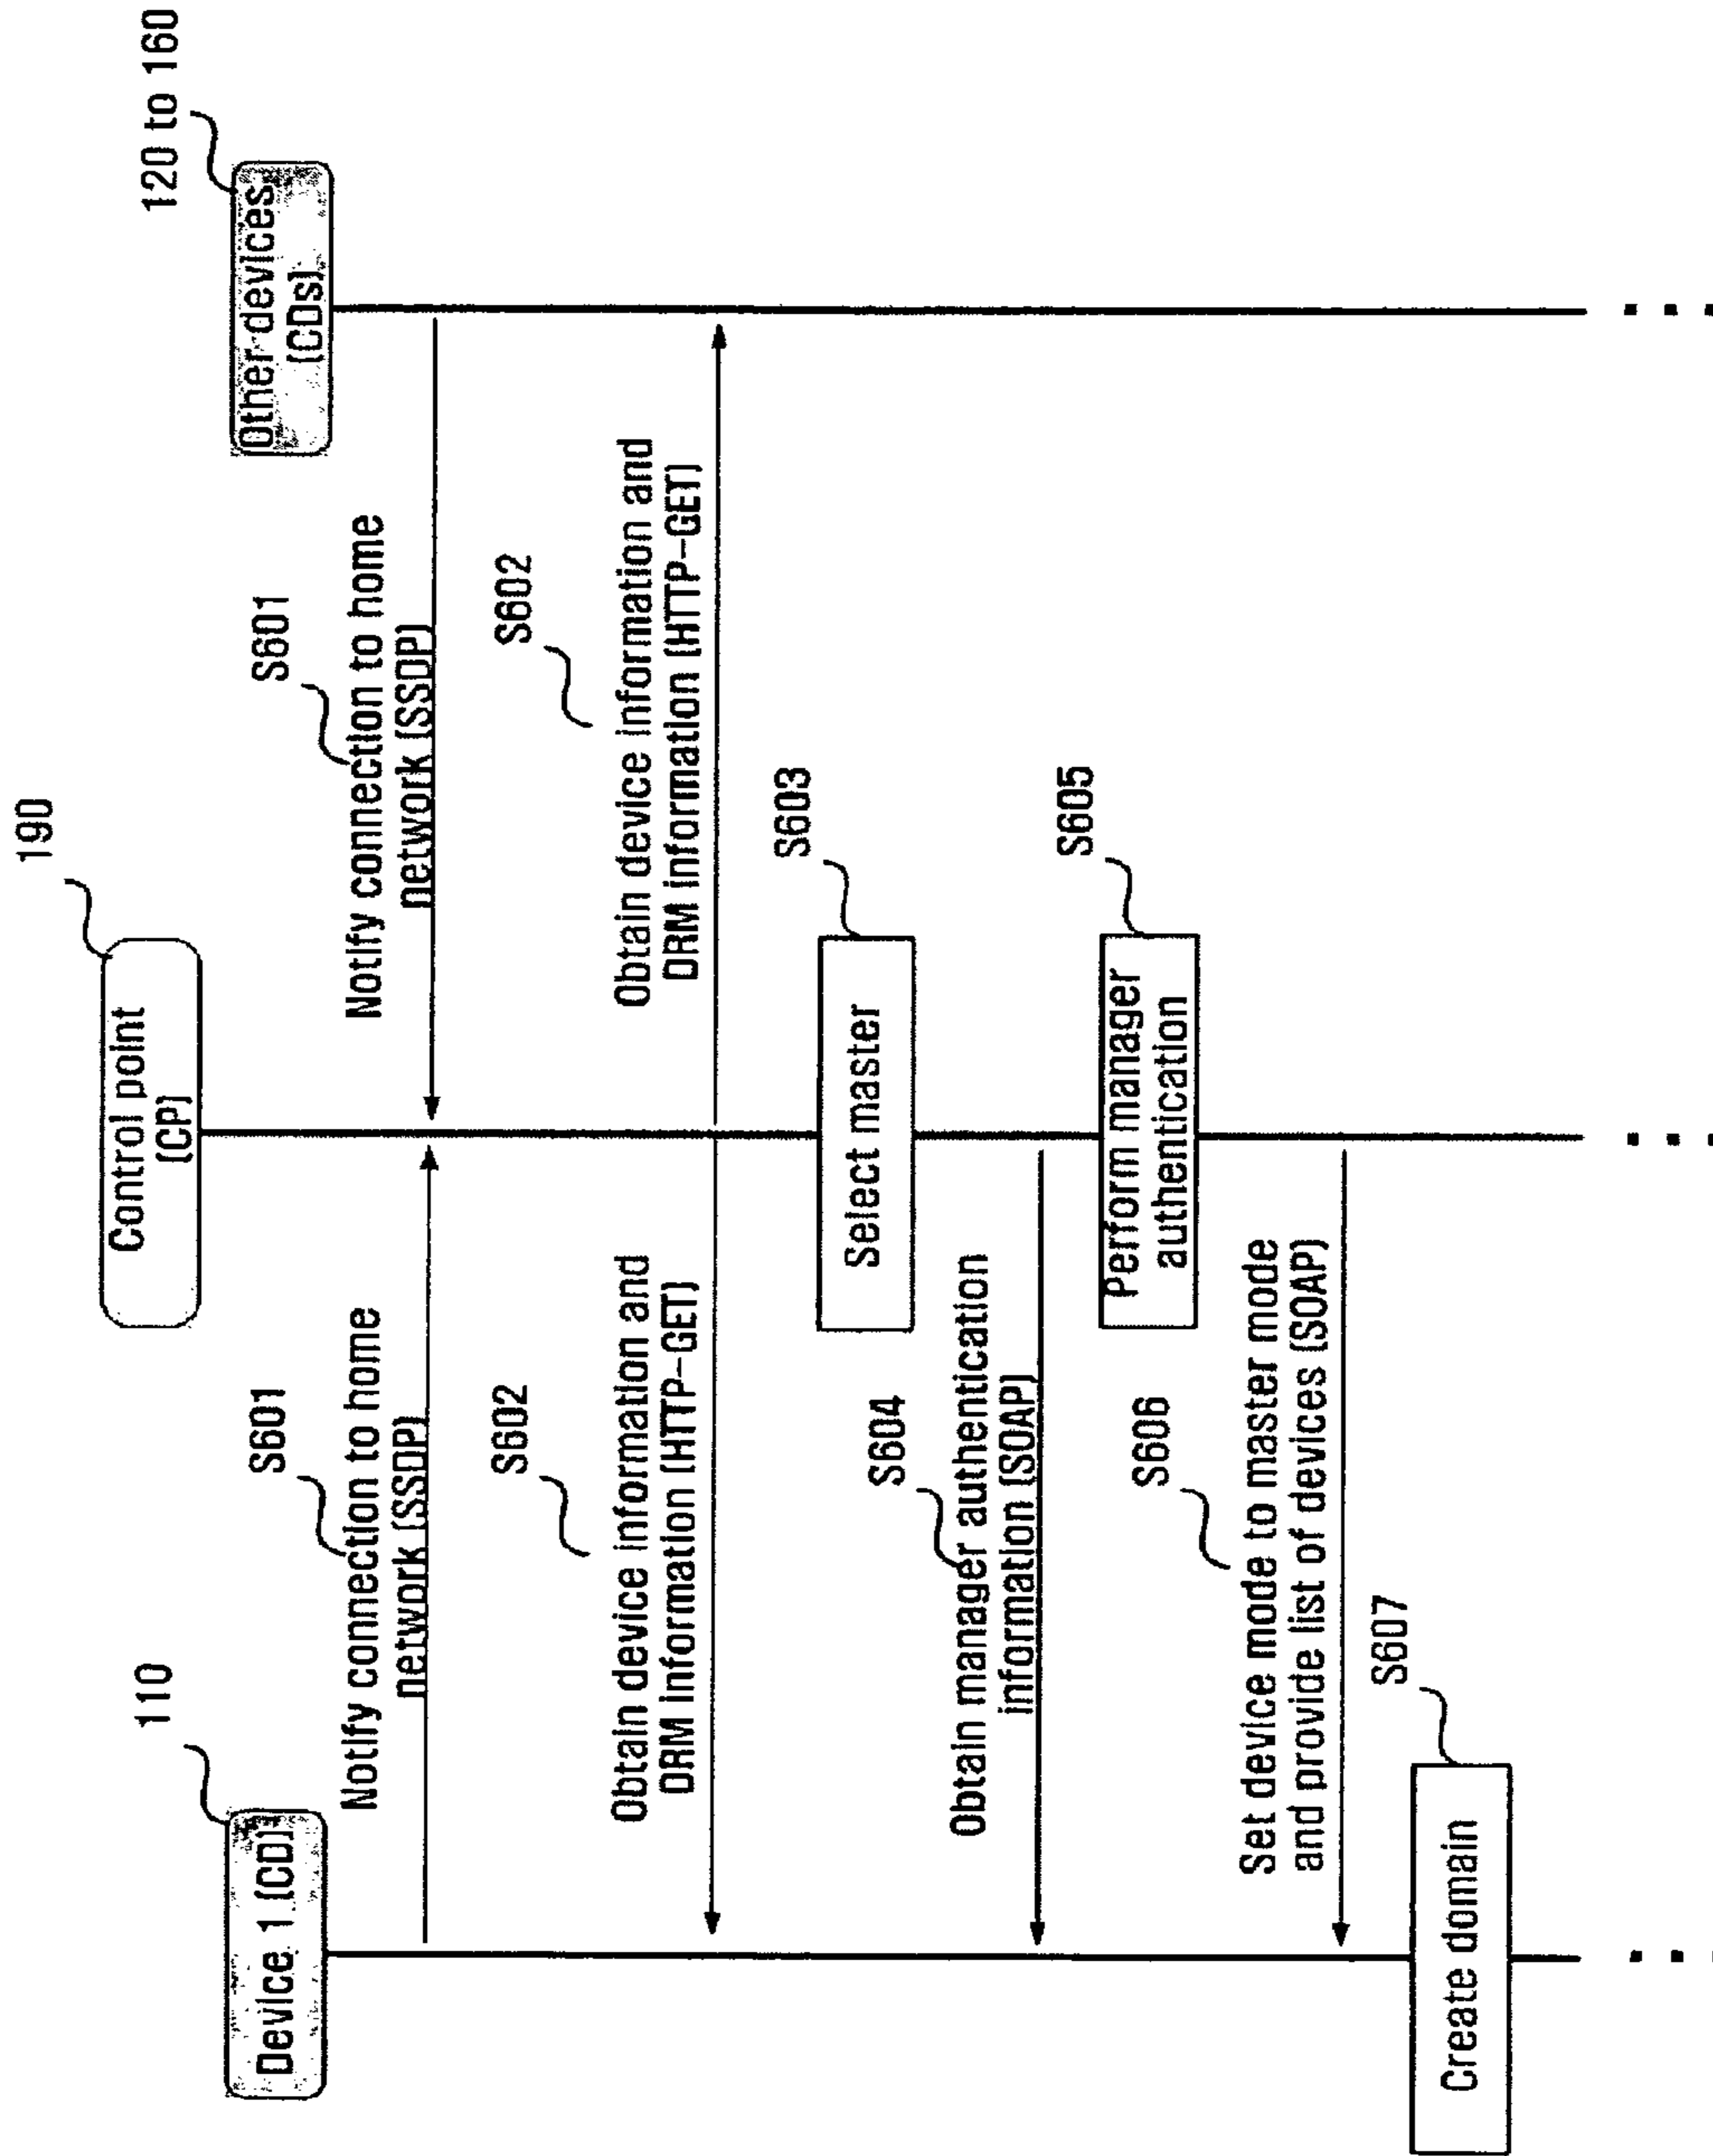 190
Control point
(CP)
110
Device 1 (CD)
120 to 160
Other devices
(CDs)
S601
Notify connection to home
network (SSDP)
S601
Notify connection to home
network (SSDP)
S602
Obtain device information and
DRM information (HTTP-GET)
S602
Obtain device information and
DRM information (HTTP-GET)
S603
Select master
S604
Obtain manager authentication
information (SOAP)
S605
Perform manager
authentication
S606
Set device mode to master mode
and provide list of devices (SOAP)
S607
Create domain